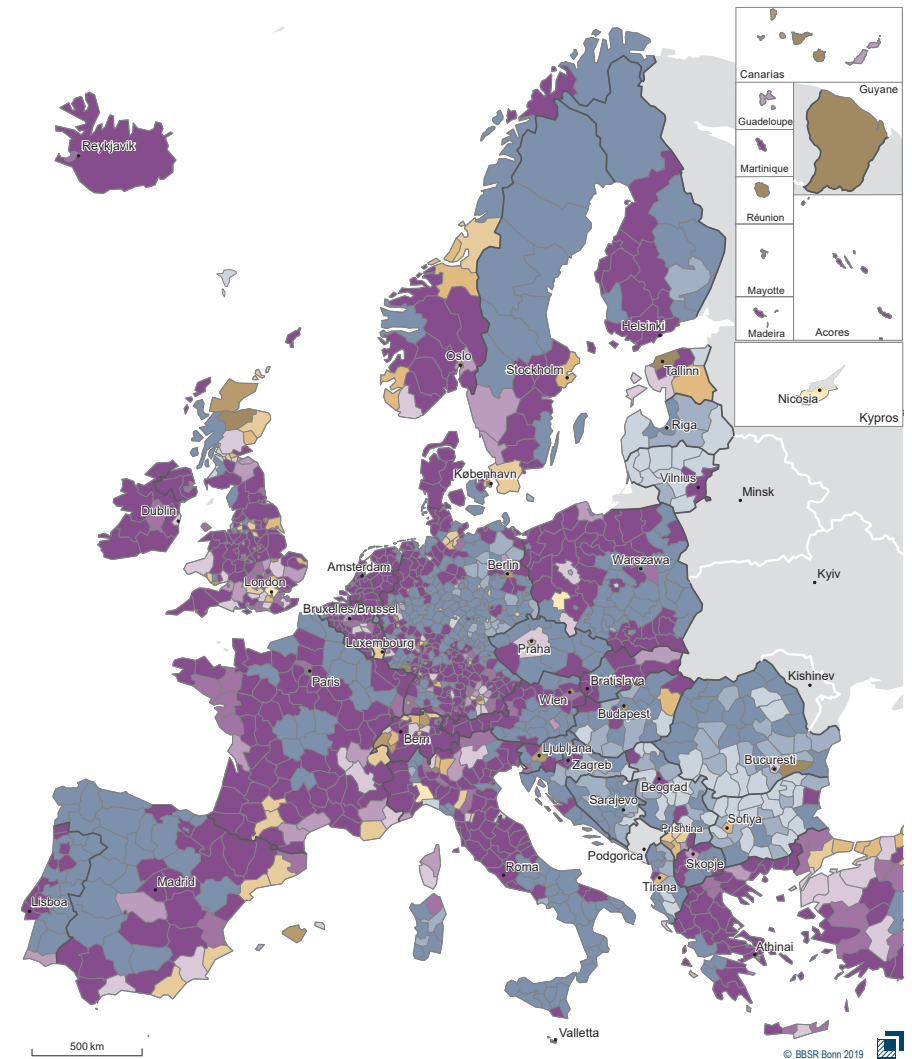 Canarias
Guyane
Guadeloupe
Martinique
Réunion
Mayotte
Madeira
Acores
Nicosia
Kypros
Reykjavik
Helsinki
Oslo
Stockholm
Tallinn
Riga
København
Vilnius
Minsk
Dublin
Amsterdam
Berlin
Warszawa
London
Kyiv
Bruxelles/Brussel
Luxembourg
Praha
Paris
Kishinev
Wien
Bratislava
Budapest
Bern
Ljubljana
Zagreb
Bucuresti
Beograd
Sarajevo
Sofiya
Prishtina
Podgorica
Skopje
Roma
Tirana
Madrid
Lisboa
Athinai
Valletta
500 km
© BBSR Bonn 2019